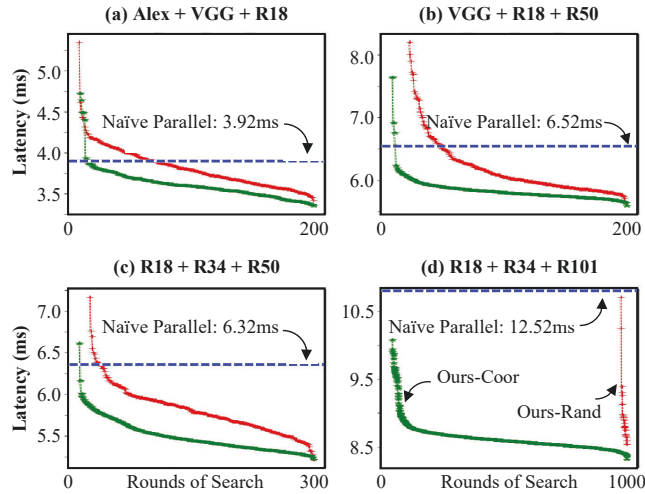 (a) Alex + VGG + R18
(b) VGG + R18 + R50
Latency (ms)
5.0
4.5
4.0
3.5
Naïve Parallel: 3.92ms
0
200
8.0
7.0
6.0
Naïve Parallel: 6.52ms
0
200
(c) R18 + R34 + R50
(d) R18 + R34 + R101
Latency (ms)
7.0
6.5
6.0
5.5
Naïve Parallel: 6.32ms
0
Rounds of Search
300
10.5
9.5
8.5
Naïve Parallel: 12.52ms
Ours-Coor
Ours-Rand
0
Rounds of Search
1000